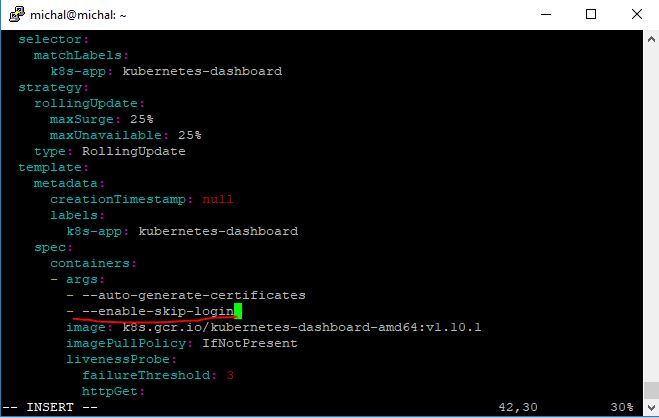 michal@michal: ~
selector:
matchLabels:
k8s-app: kubernetes-dashboard
strategy:
rollingUpdate:
maxSurge: 25%
maxUnavailable: 25%
type: RollingUpdate
template:
metadata:
creationTimestamp: null
labels:
k8s-app: kubernetes-dashboard
spec:
containers:
- args:
- --auto-generate-certificates
- --enable-skip-login
image: k8s.gcr.io/kubernetes-dashboard-amd64:v1.10.1
imagePullPolicy: IfNotPresent
livenessProbe:
failureThreshold: 3
httpGet:
-- INSERT -- 42,30 30%